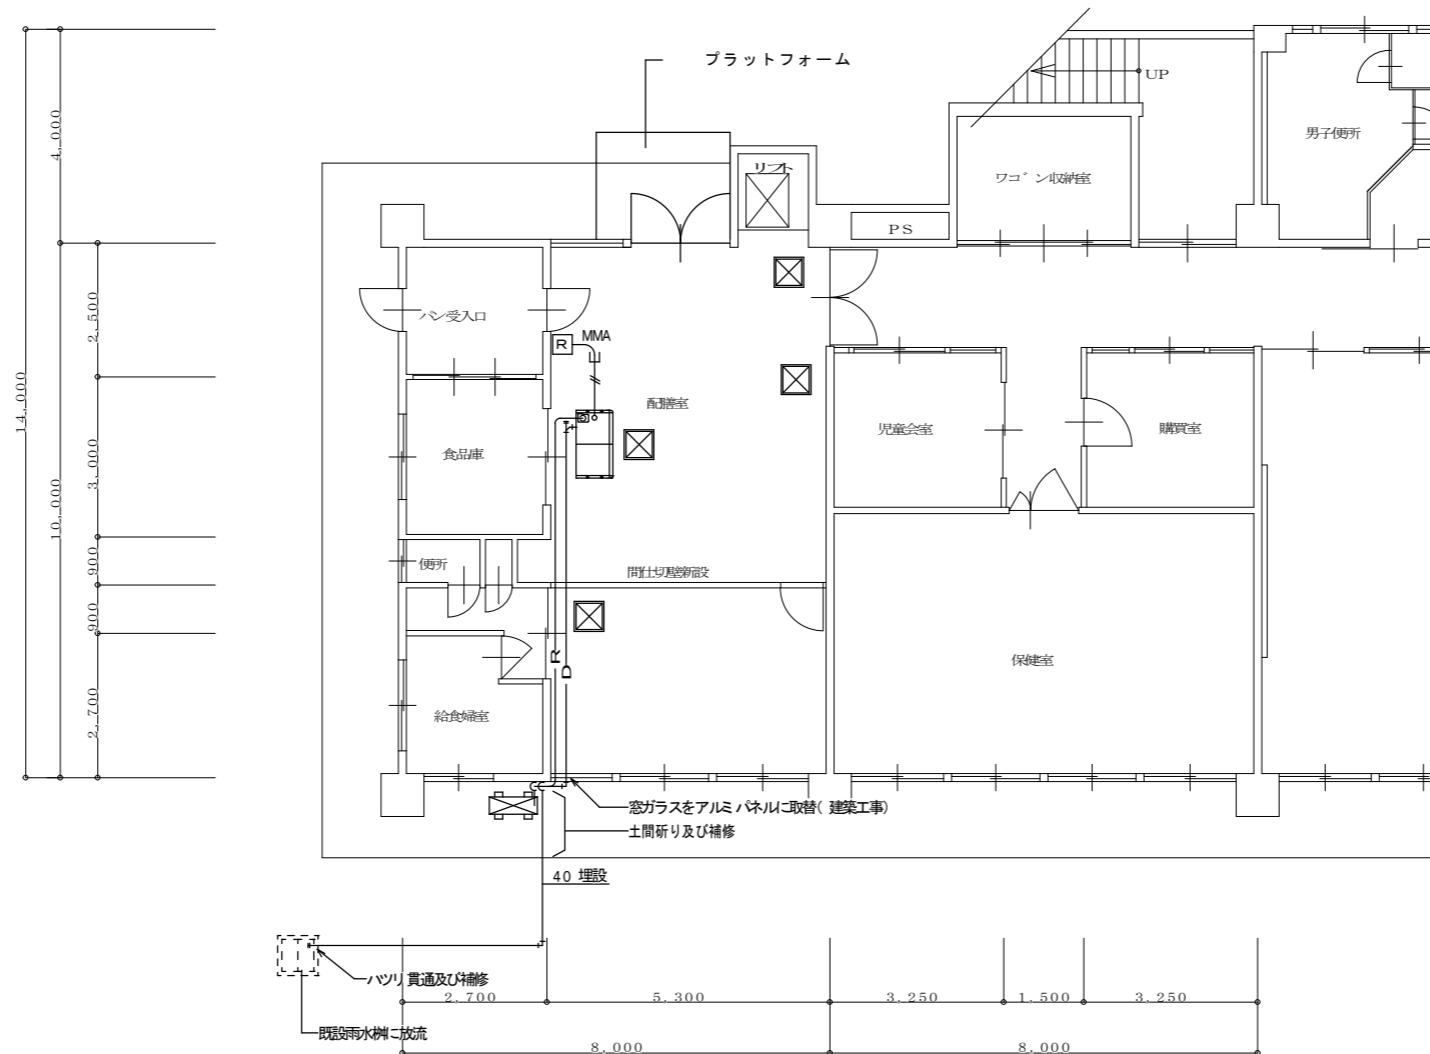 プラットフォーム
UP
男子便所
リフト
ワゴン収納室
PS
パン受入口
R
MMA
配膳室
食品庫
児童会室
購買室
便所
間仕切壁新設
R
D
保健室
給食婦室
窓ガラスをアルミパネルに取替(建築工事)
土間斫り及び補修
40 埋設
ハツリ貫通及び補修
既設雨水桝に放流
4,000
2,500
14,000
3,000
10,000
900
900
2,700
2,700
5,300
3,250
1,500
3,250
8,000
8,000